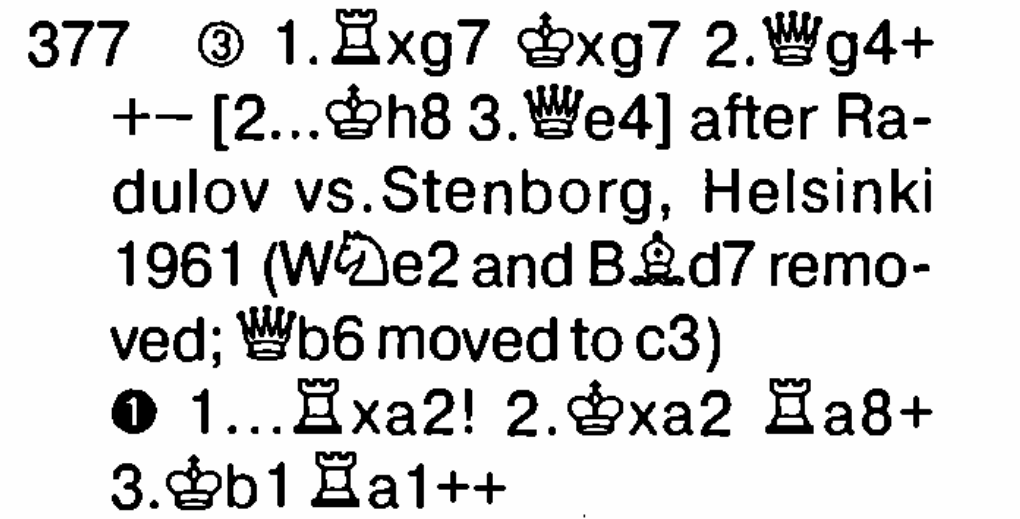 377 ③ 1.♖xg7 ♔xg7 2.♕g4+
+− [2...♔h8 3.♕e4] after Ra-
dulov vs.Stenborg, Helsinki
1961 (W♘e2 and B♗d7 remo-
ved; ♕b6 moved to c3)
❶ 1...♖xa2! 2.♔xa2 ♖a8+
3.♔b1 ♖a1++